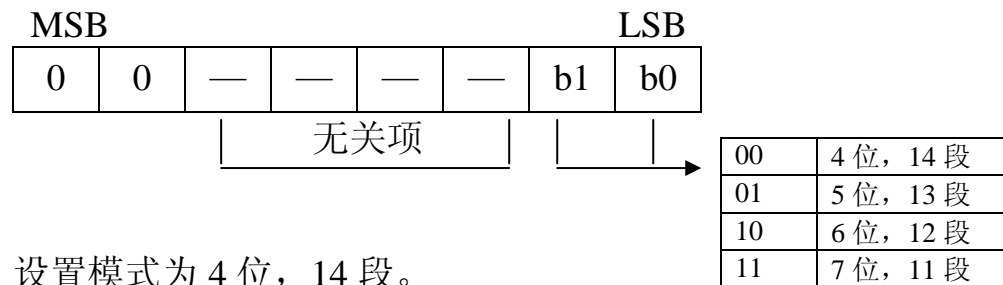 MSB LSB
0 0 — — — — b1 b0
无关项
00 4 位，14 段
01 5 位，13 段
10 6 位，12 段
11 7 位，11 段
设置模式为 4 位，14 段。